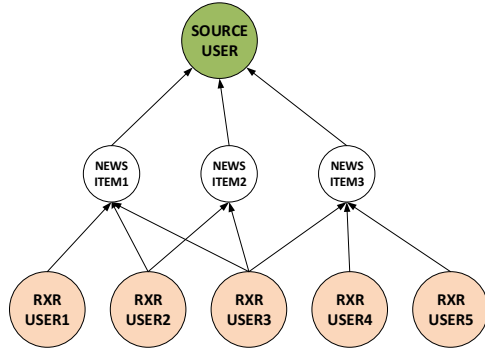 SOURCE
USER
NEWS
ITEM1
NEWS
ITEM2
NEWS
ITEM3
RXR
USER1
RXR
USER2
RXR
USER3
RXR
USER4
RXR
USER5